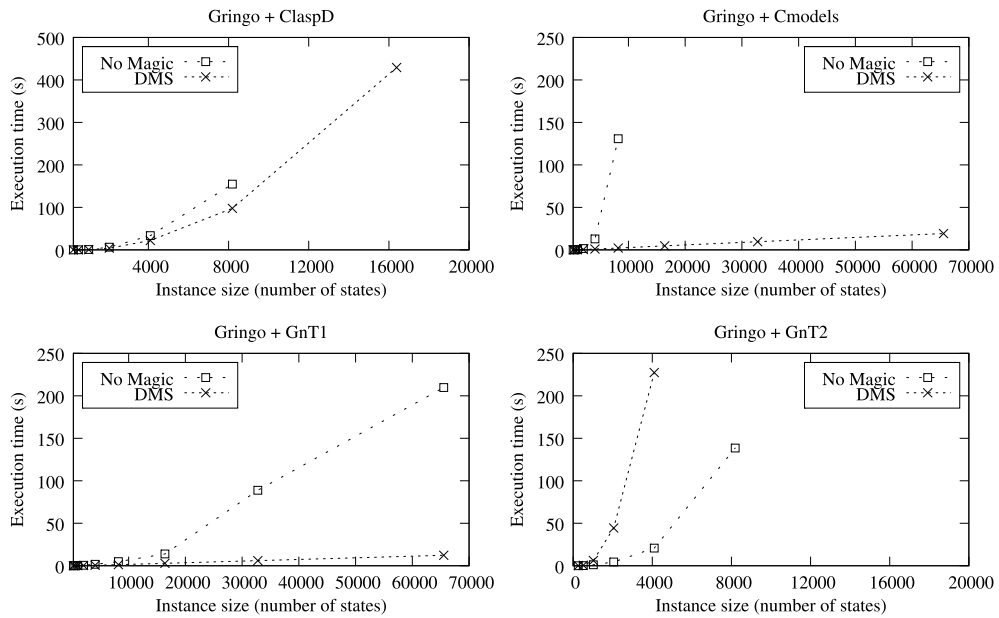 Gringo + ClaspD
Execution time (s)
500
400
300
200
100
0
No Magic
DMS
4000 8000 12000 16000 20000
Instance size (number of states)
Gringo + Cmodels
Execution time (s)
250
200
150
100
50
0
No Magic
DMS
10000 20000 30000 40000 50000 60000 70000
Instance size (number of states)
Gringo + GnT1
Execution time (s)
250
200
150
100
50
0
No Magic
DMS
10000 20000 30000 40000 50000 60000 70000
Instance size (number of states)
Gringo + GnT2
Execution time (s)
250
200
150
100
50
0
No Magic
DMS
0 4000 8000 12000 16000 20000
Instance size (number of states)